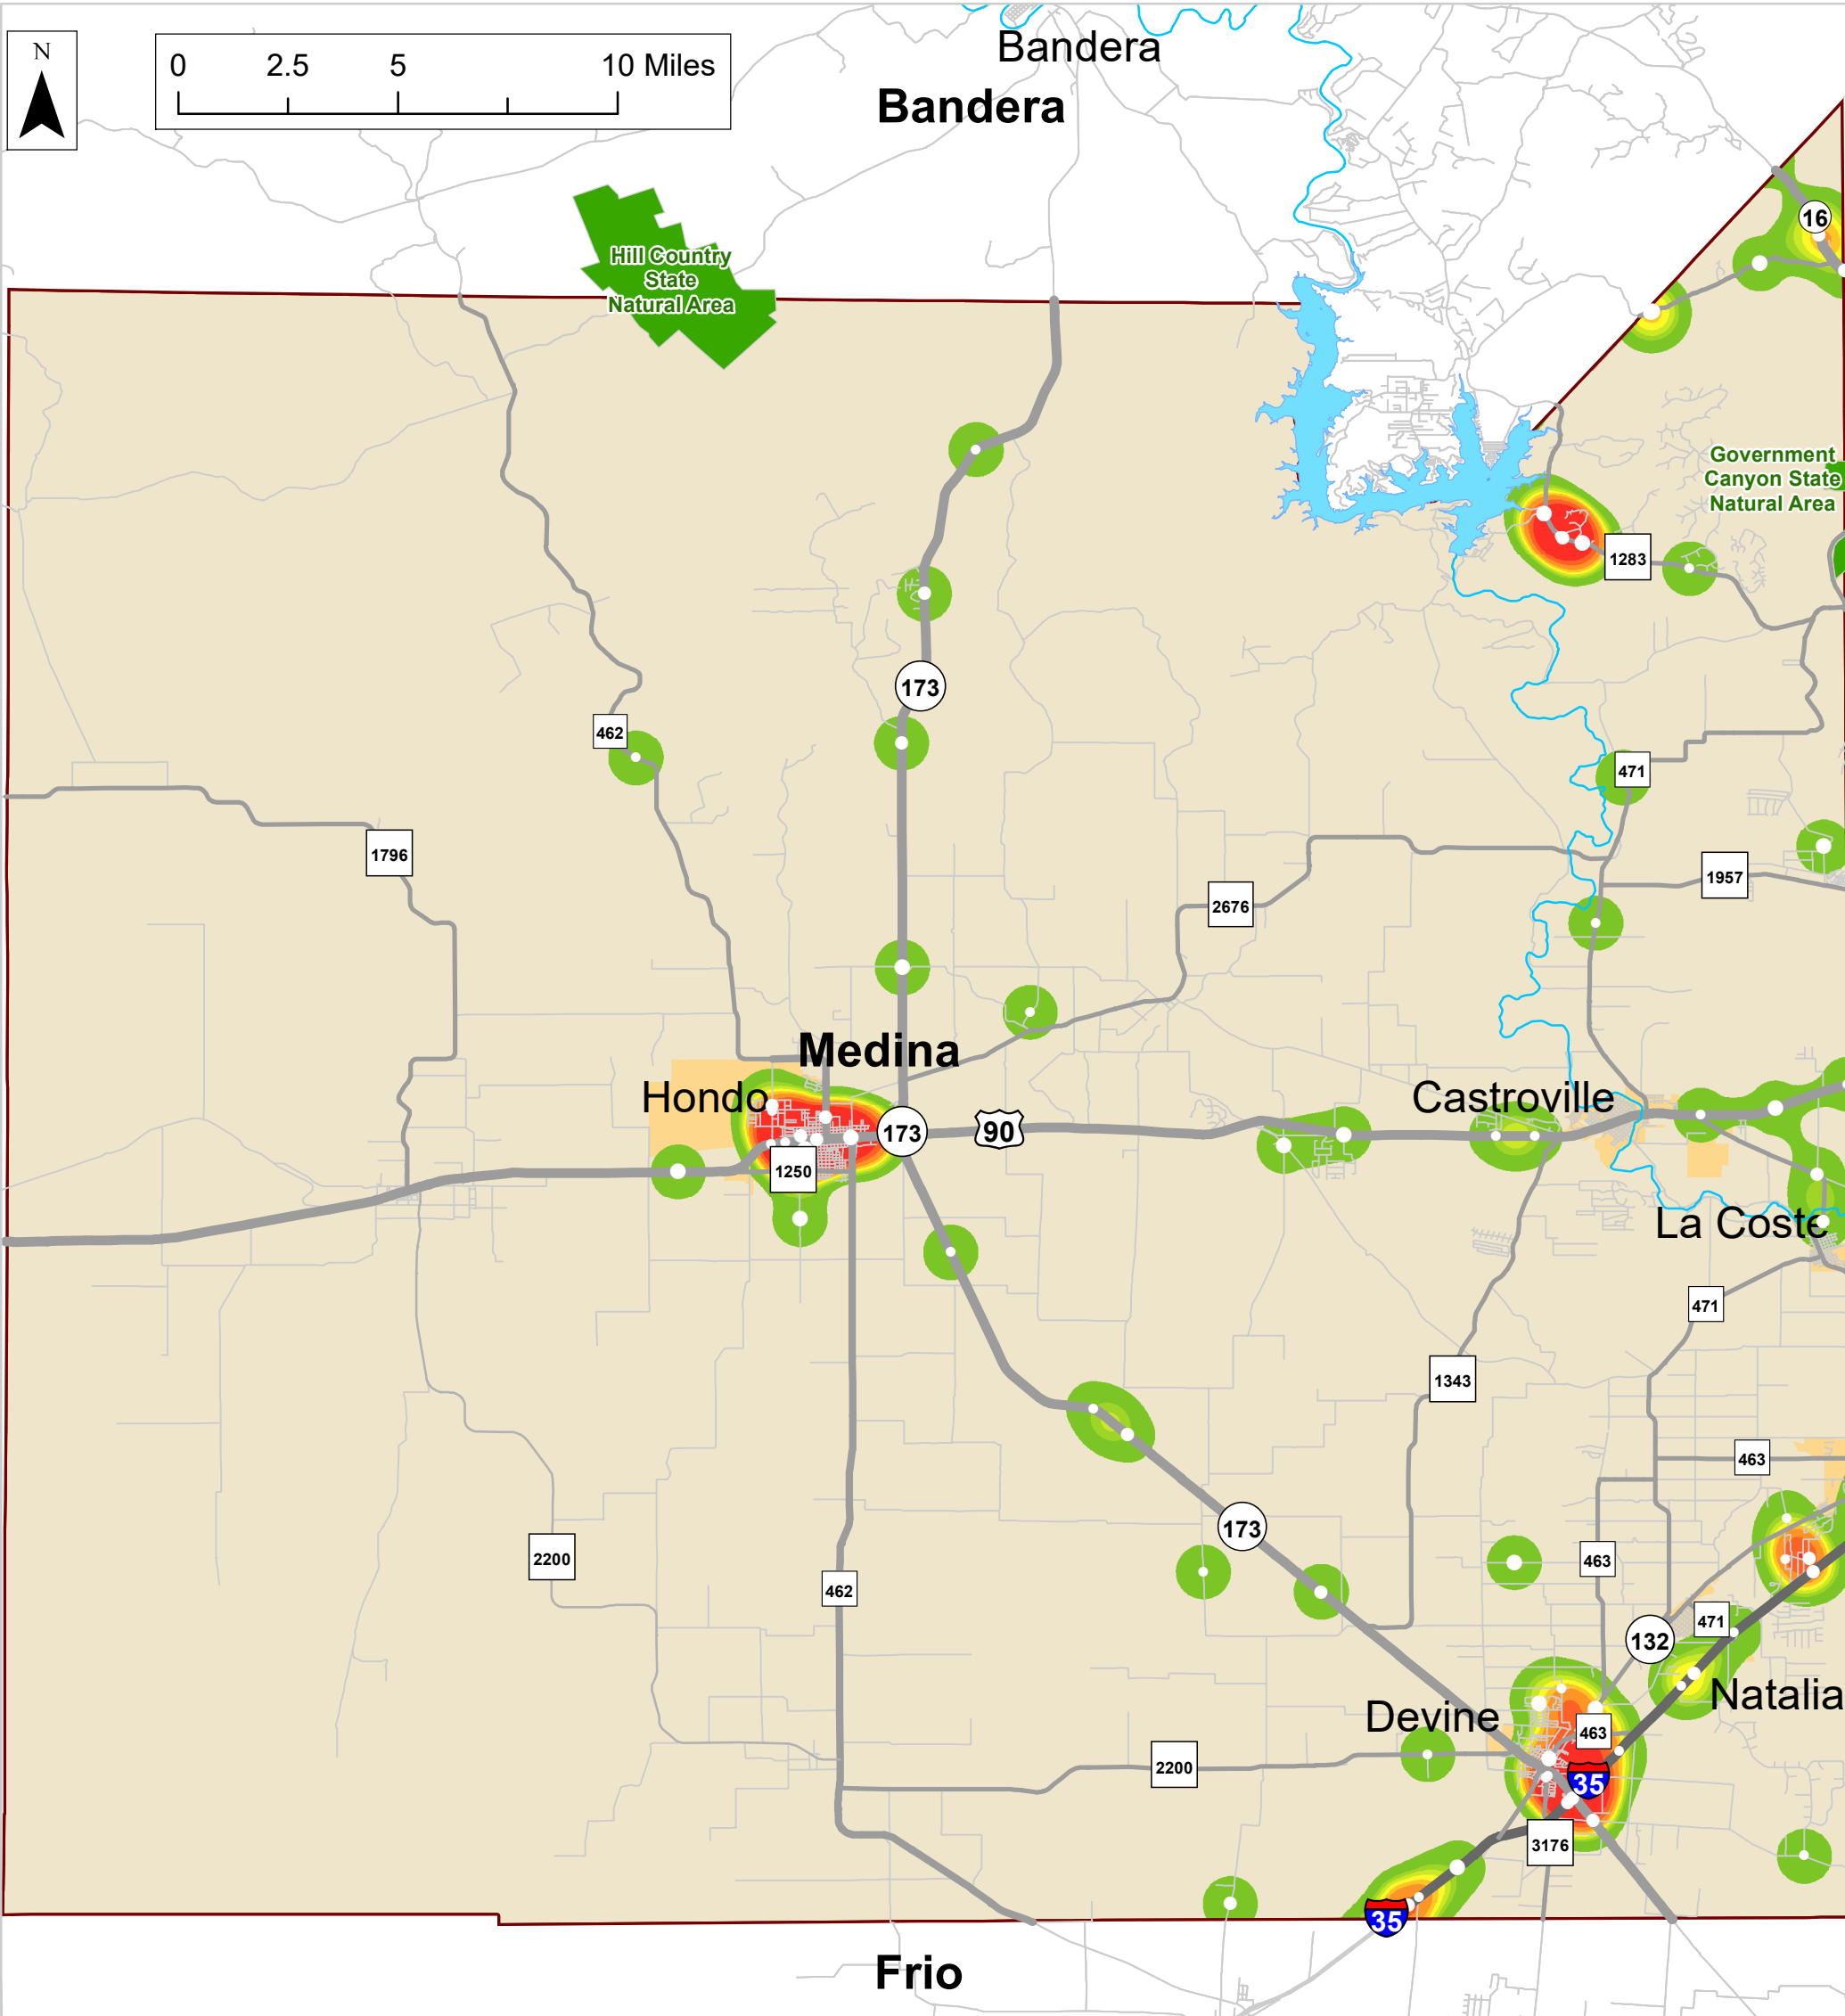 N
0 2.5 5 10 Miles
Bandera
Bandera
16
Hill Country
State
Natural Area
Government
Canyon State
Natural Area
1283
173
462
471
1796
1957
2676
Medina
Hondo
Castroville
173
90
1250
La Coste
471
1343
463
173
2200
463
462
471
132
Natalia
Devine
463
2200
35
3176
35
Frio